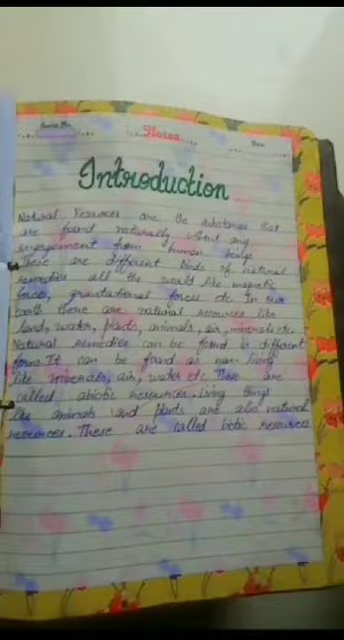 Notes
Date
Introduction
Natural Resources are the substances that
are found naturally without any
engagement from human beings
There are different kinds of natural
remedies all the world like magnetic
forces, gravitational forces etc In our
earth there are natural resources like
land, water, plants, animals, air, minerals etc
Natural remedies can be found in different
forms. It can be found as non-living
like minerals, air, water etc. These are
called abiotic resources. Living things
like animals and plants are also natural
resources. These are called biotic resources